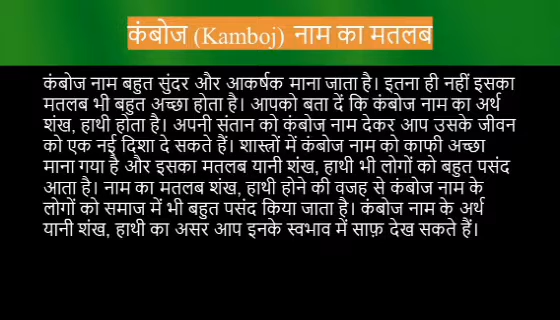 कंबोज (Kamboj) नाम का मतलब
कंबोज नाम बहुत सुंदर और आकर्षक माना जाता है। इतना ही नहीं इसका
मतलब भी बहुत अच्छा होता है। आपको बता दें कि कंबोज नाम का अर्थ
शंख, हाथी होता है। अपनी संतान को कंबोज नाम देकर आप उसके जीवन
को एक नई दिशा दे सकते हैं। शास्त्रों में कंबोज नाम को काफी अच्छा
माना गया है और इसका मतलब यानी शंख, हाथी भी लोगों को बहुत पसंद
आता है। नाम का मतलब शंख, हाथी होने की वजह से कंबोज नाम के
लोगों को समाज में भी बहुत पसंद किया जाता है। कंबोज नाम के अर्थ
यानी शंख, हाथी का असर आप इनके स्वभाव में साफ़ देख सकते हैं।